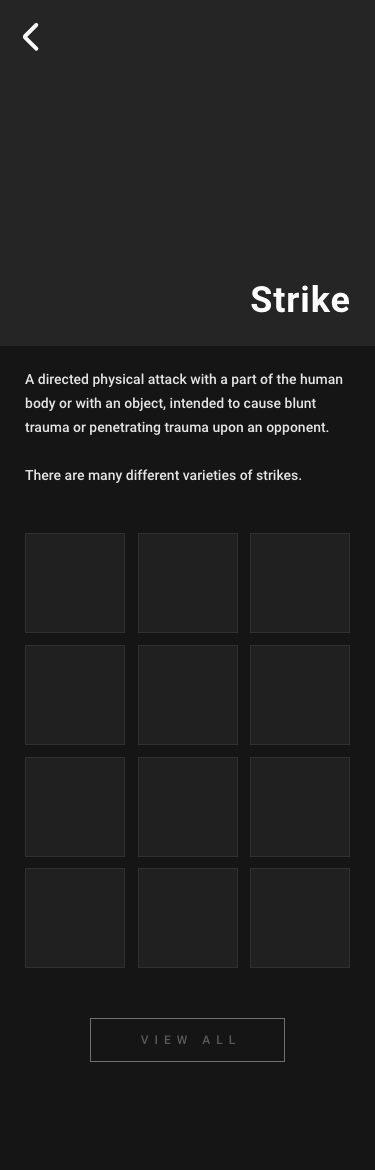 Strike
A directed physical attack with a part of the human
body or with an object, intended to cause blunt
trauma or penetrating trauma upon an opponent.
There are many different varieties of strikes.
VIEW ALL